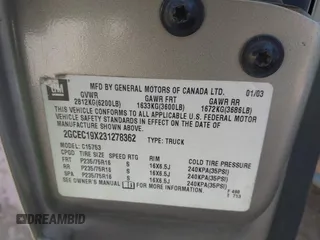 GM
MFD BY GENERAL MOTORS OF CANADA LTD.
01/03
GVWR GAWR FRT GAWR RR
2812KG(6200LB) 1633KG(3600LB) 1672KG(3686LB)
THIS VEHICLE CONFORMS TO ALL APPLICABLE U.S. FEDERAL
MOTOR VEHICLE SAFETY STANDARDS IN EFFECT ON THE DATE
OF MANUFACTURE SHOWN ABOVE.
2GCEC19X231278362 TYPE: TRUCK
MODEL: C15753
TIRE SIZE SPEED RTG RIM COLD TIRE PRESSURE
FRT P235/75R16 S 16X6.5J 240KPA(35PSI)
RR P235/75R16 S 16X6.5J 240KPA(35PSI)
SPA P235/75R16 S 16X6.5J 240KPA(35PSI)
SEE OWNER'S MANUAL FOR MORE INFORMATION.
DREAMBID